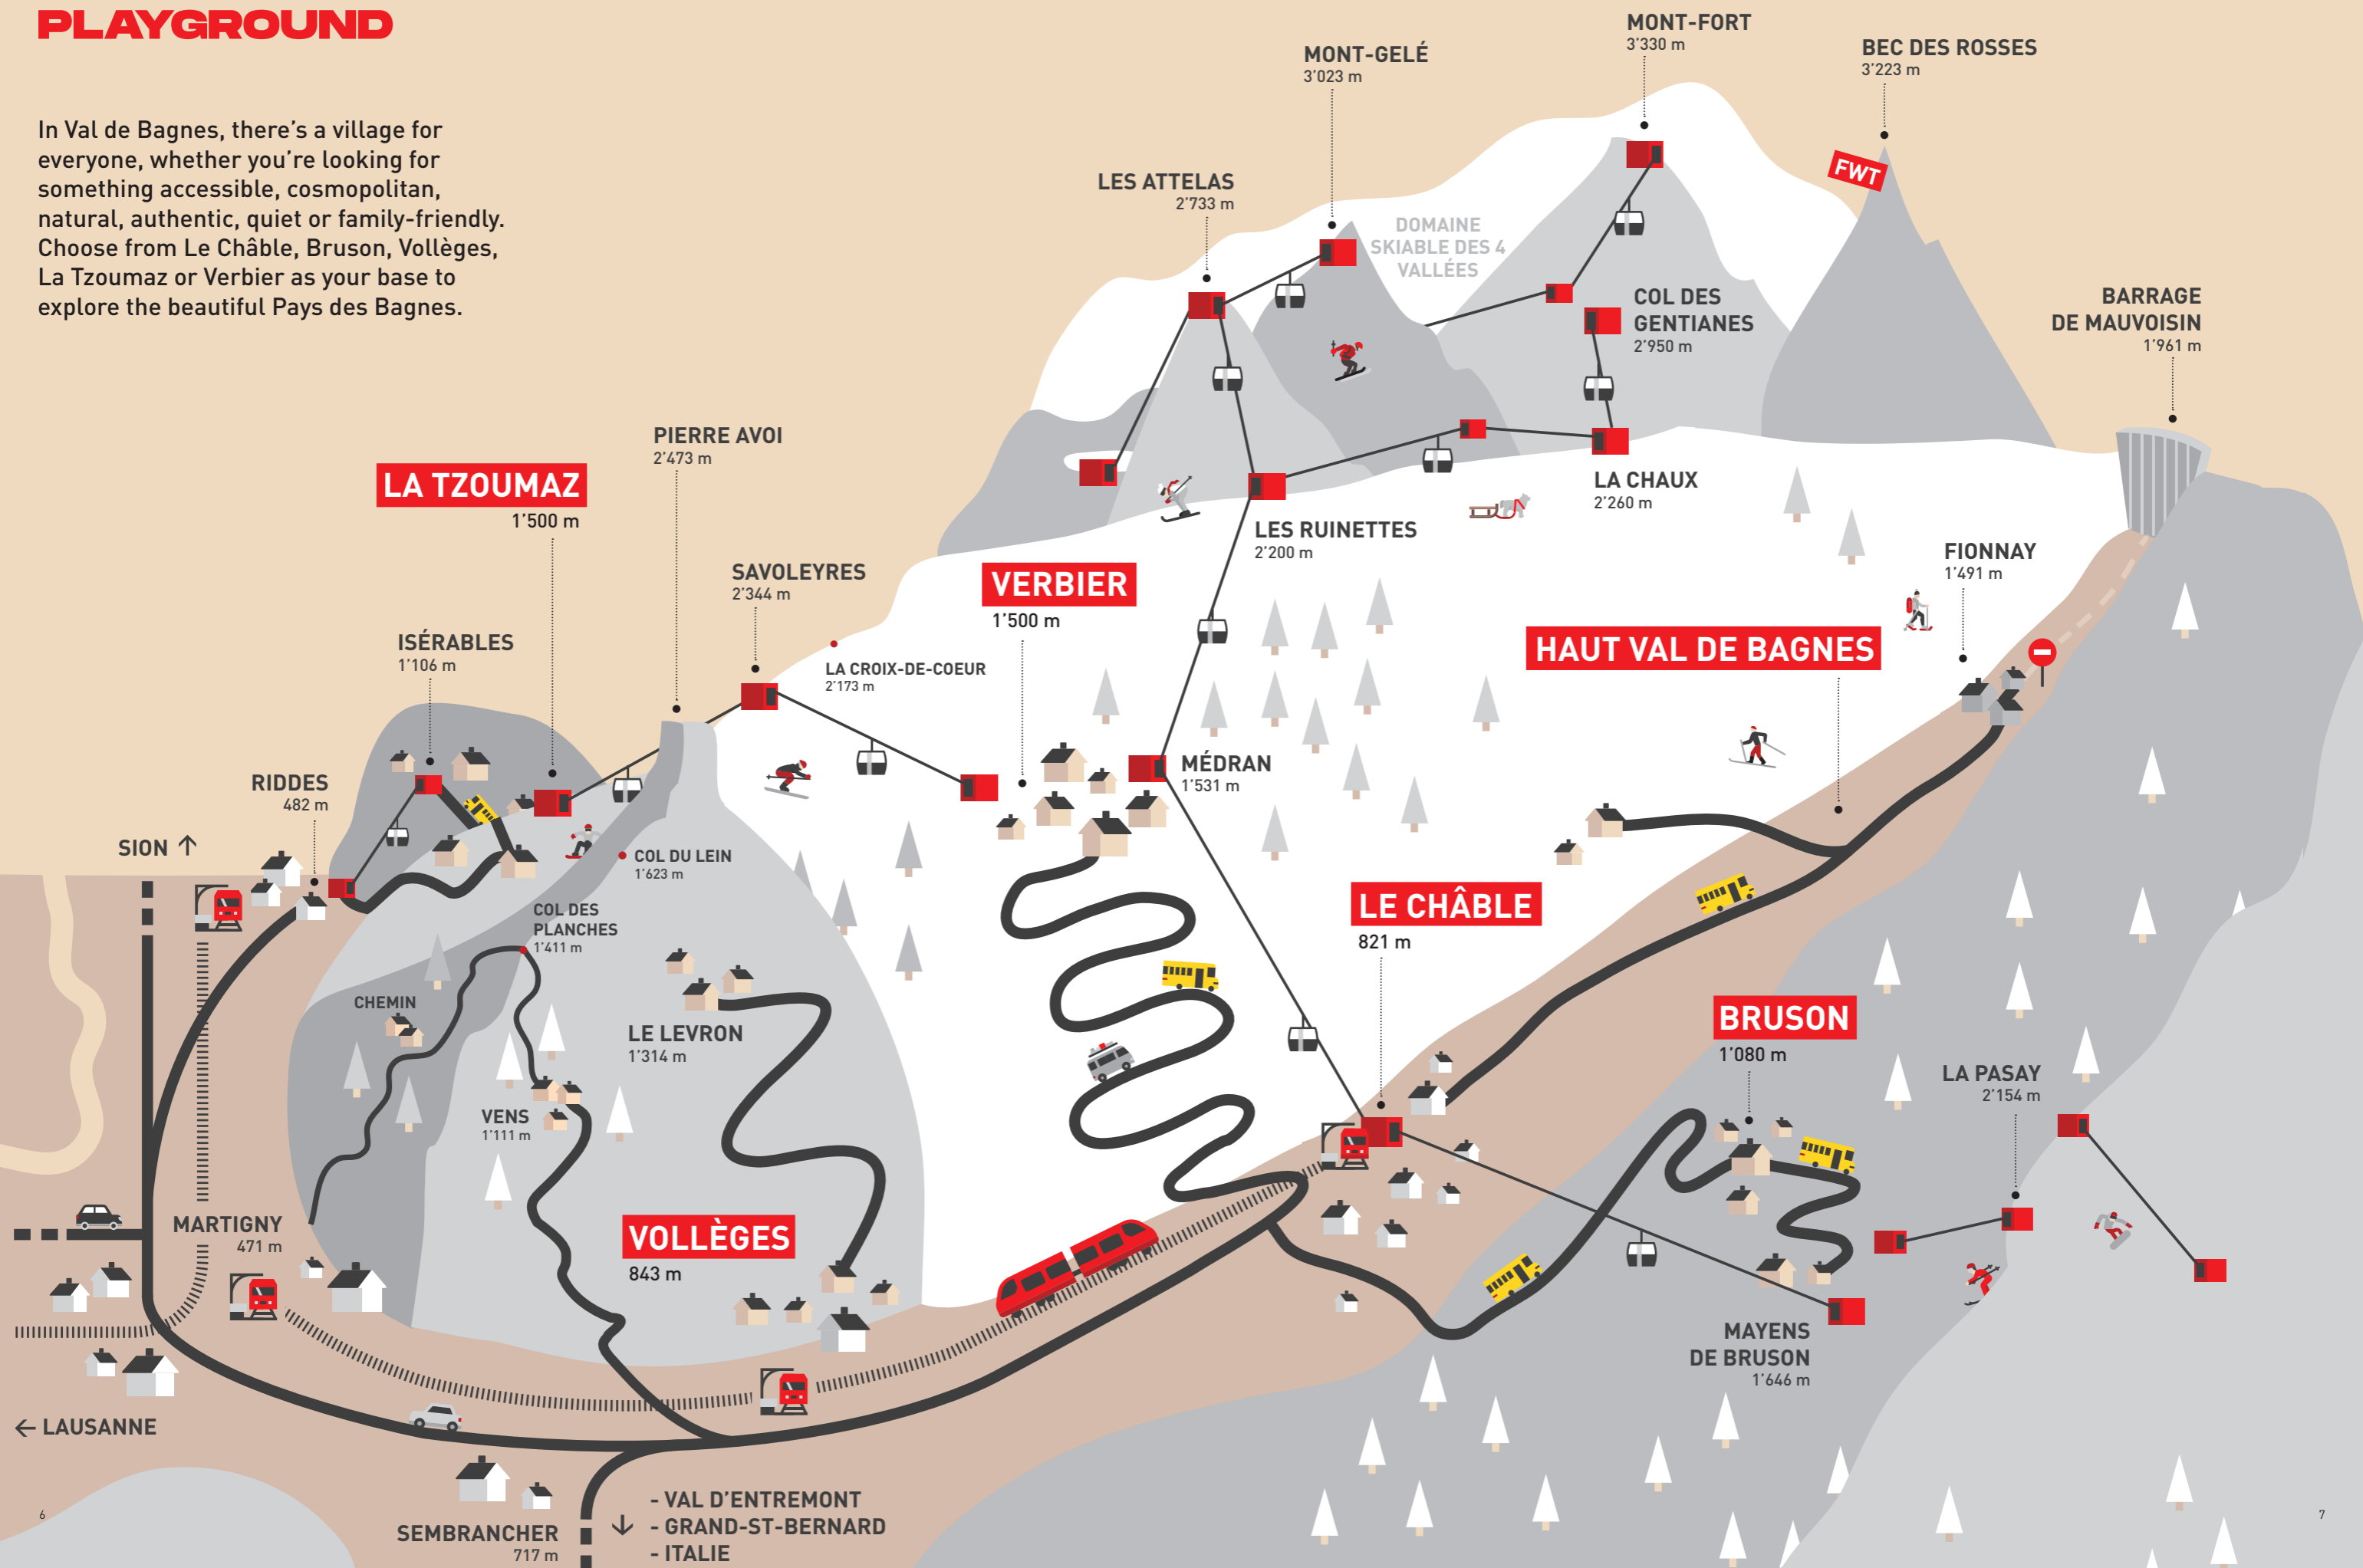 PLAYGROUND
In Val de Bagnes, there’s a village for
everyone, whether you’re looking for
something accessible, cosmopolitan,
natural, authentic, quiet or family-friendly.
Choose from Le Châble, Bruson, Vollèges,
La Tzoumaz or Verbier as your base to
explore the beautiful Pays des Bagnes.
MONT-FORT
3’330 m
MONT-GELÉ
3’023 m
BEC DES ROSSES
3’223 m
FWT
LES ATTELAS
2’733 m
DOMAINE
SKIABLE DES 4
VALLÉES
COL DES
GENTIANES
2’950 m
BARRAGE
DE MAUVOISIN
1’961 m
PIERRE AVOI
2’473 m
LA TZOUMAZ
1’500 m
LA CHAUX
2’260 m
LES RUINETTES
2’200 m
SAVOLEYRES
2’344 m
VERBIER
1’500 m
FIONNAY
1’491 m
ISÉRABLES
1’106 m
LA CROIX-DE-COEUR
2’173 m
HAUT VAL DE BAGNES
RIDDES
482 m
MÉDRAN
1’531 m
SION ↑
COL DU LEIN
1’623 m
COL DES
PLANCHES
1’411 m
LE CHÂBLE
821 m
CHEMIN
LE LEVRON
1’314 m
BRUSON
1’080 m
LA PASAY
2’154 m
VENS
1’111 m
MARTIGNY
471 m
VOLLÈGES
843 m
MAYENS
DE BRUSON
1’646 m
← LAUSANNE
SEMBRANCHER
717 m
↓
- VAL D’ENTREMONT
- GRAND-ST-BERNARD
- ITALIE
6
7